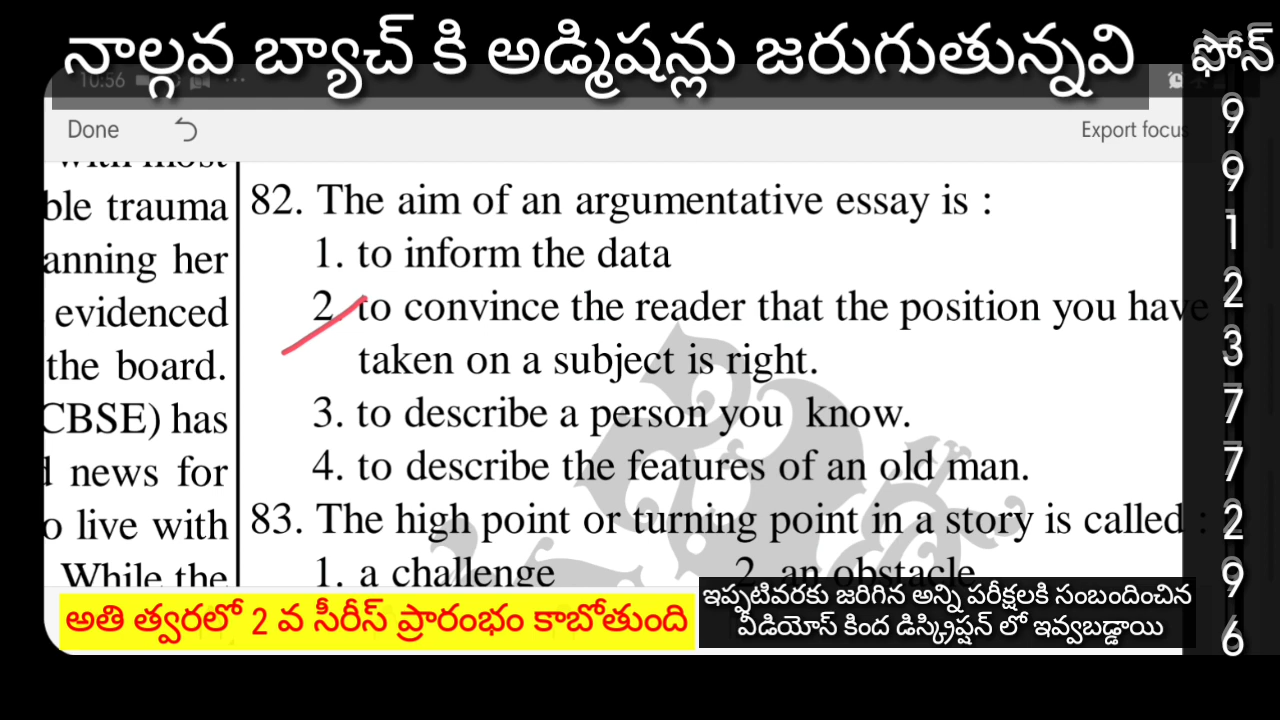 నాల్గవ బ్యాచ్ కి అడ్మిషన్లు జరుగుతున్నవి
ఫోన్
9
9
1
2
3
7
7
2
9
6
10:56
Done
Export focus
with most
ble trauma
anning her
evidenced
the board.
CBSE) has
d news for
o live with
While the
82. The aim of an argumentative essay is :
1. to inform the data
2. to convince the reader that the position you have
taken on a subject is right.
3. to describe a person you know.
4. to describe the features of an old man.
83. The high point or turning point in a story is called :
1. a challenge 2. an obstacle
అతి త్వరలో 2 వ సీరీస్ ప్రారంభం కాబోతుంది
ఇప్పటివరకు జరిగిన అన్ని పరీక్షలకి సంబందించిన
వీడియోస్ కింద డిస్క్రిప్షన్ లో ఇవ్వబడ్డాయి